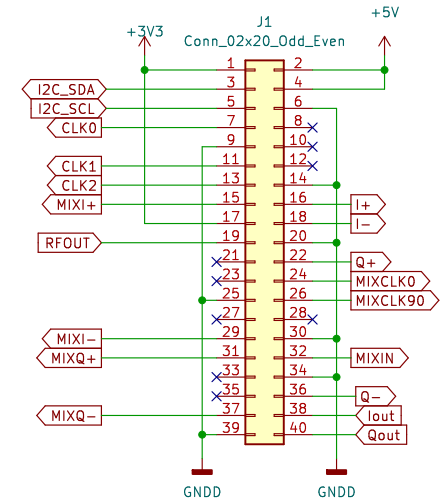 J1
+5V
+3V3
Conn_02x20_Odd_Even
1 2
I2C_SDA 3 4
I2C_SCL 5 6
CLK0 7 8
9 10
CLK1 11 12
CLK2 13 14
MIXI+ 15 16 I+
17 18 I-
RFOUT 19 20
21 22 Q+
23 24 MIXCLK0
25 26 MIXCLK90
27 28
MIXI- 29 30
MIXQ+ 31 32 MIXIN
33 34
35 36 Q-
MIXQ- 37 38 Iout
39 40 Qout
GNDD GNDD